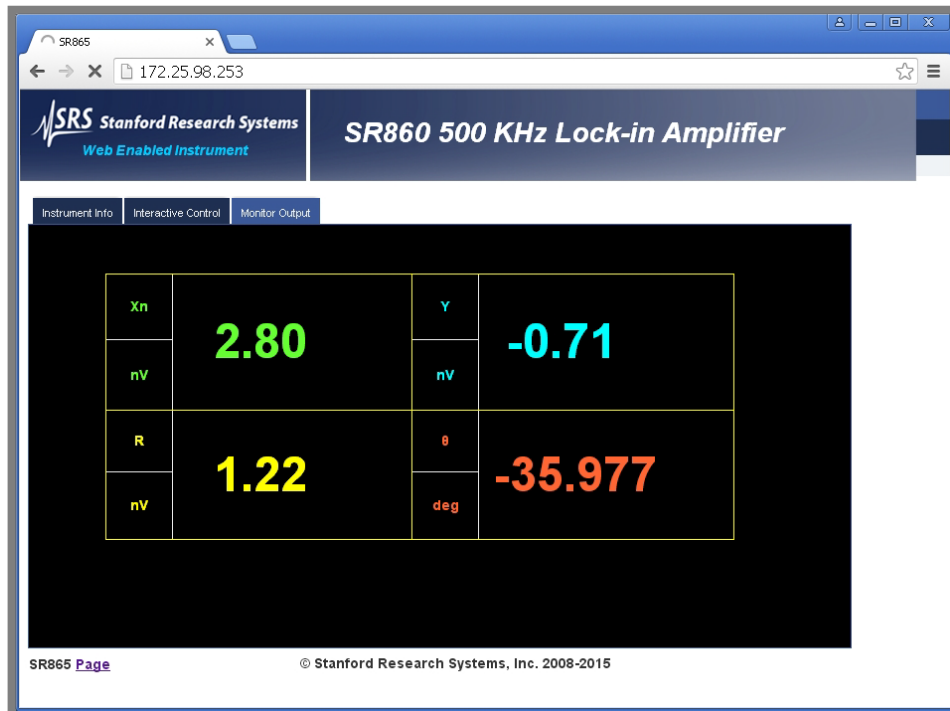 SR865
172.25.98.253
SRS Stanford Research Systems
Web Enabled Instrument
SR860 500 KHz Lock-in Amplifier
Instrument Info Interactive Control Monitor Output
Xn
2.80
nV
Y
-0.71
nV
R
1.22
nV
θ
-35.977
deg
SR865 Page
© Stanford Research Systems, Inc. 2008-2015